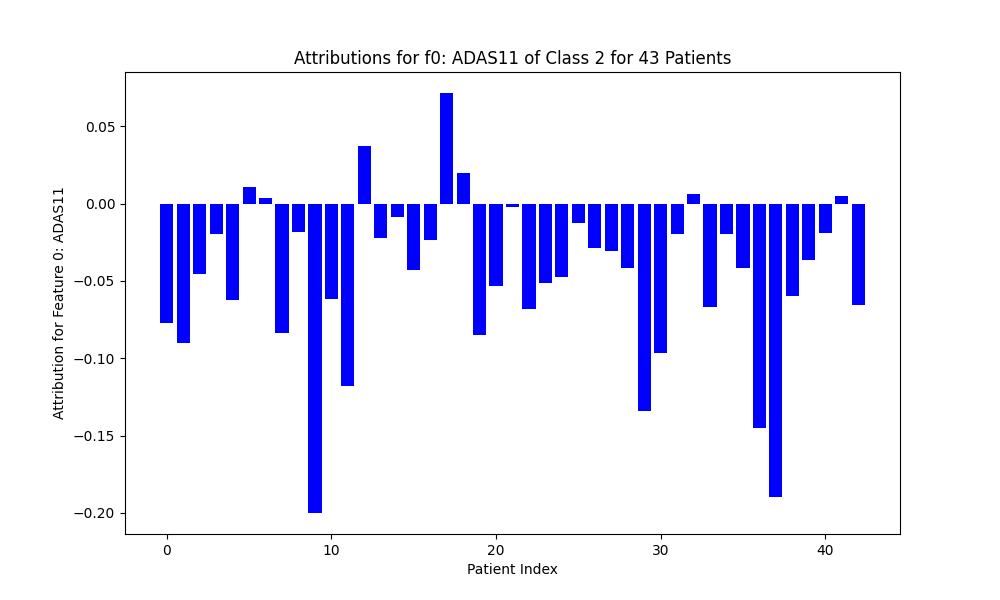 Attributions for f0: ADAS11 of Class 2 for 43 Patients
Attribution for Feature 0: ADAS11
0.05
0.00
−0.05
−0.10
−0.15
−0.20
0 10 20 30 40
Patient Index